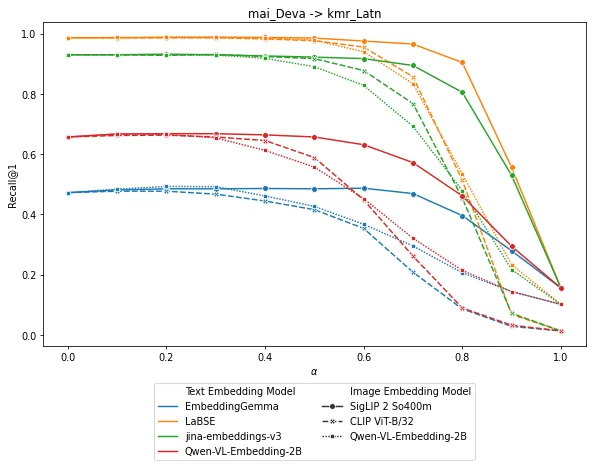 mai_Deva -> kmr_Latn
Recall@1
1.0
0.8
0.6
0.4
0.2
0.0
0.0 0.2 0.4 0.6 0.8 1.0
α
Text Embedding Model
EmbeddingGemma
LaBSE
jina-embeddings-v3
Qwen-VL-Embedding-2B
Image Embedding Model
SigLIP 2 So400m
CLIP ViT-B/32
Qwen-VL-Embedding-2B